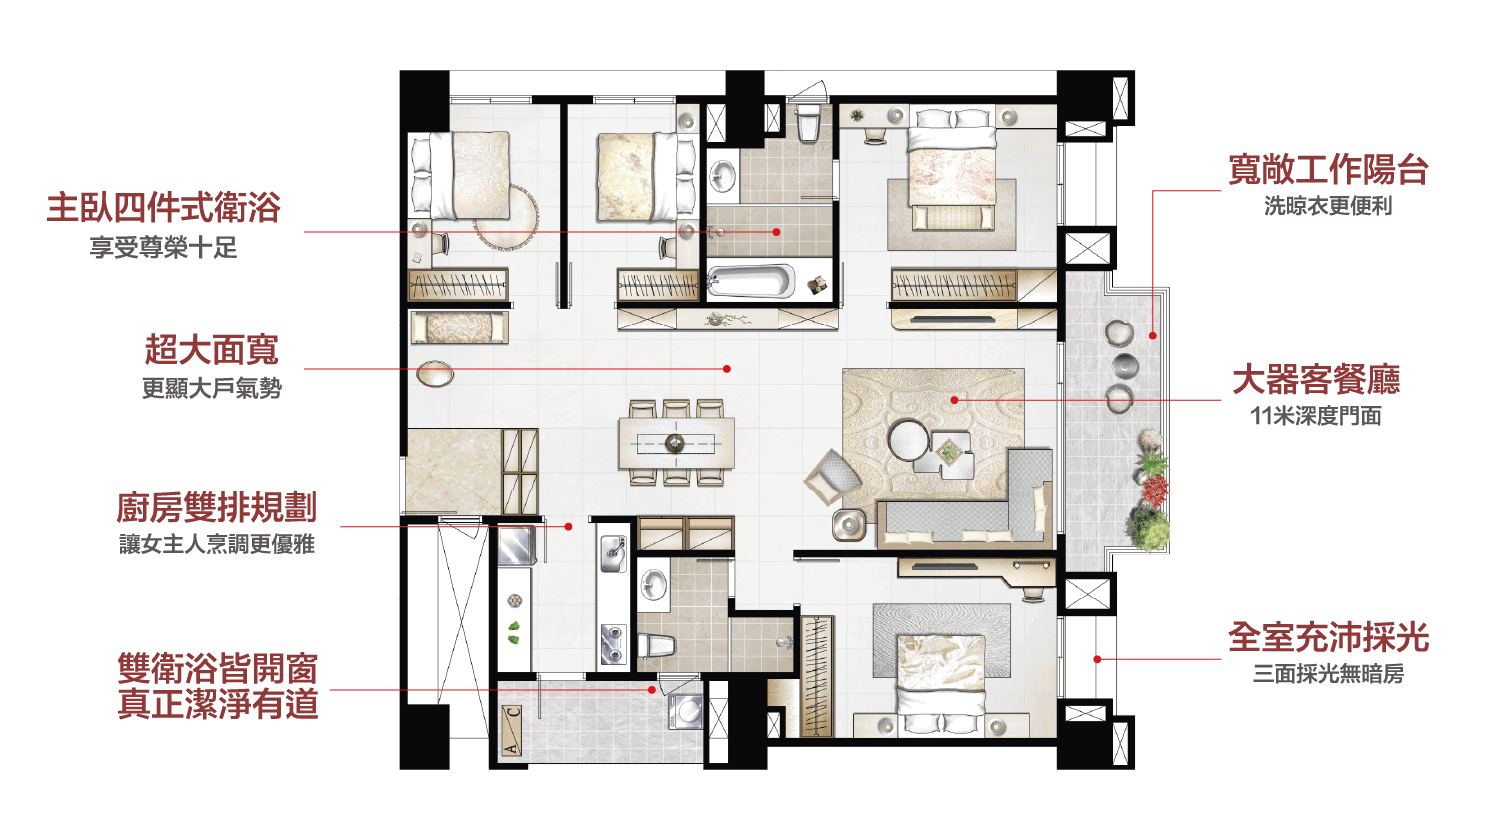 主臥四件式衛浴
享受尊榮十足
超大面寬
更顯大戶氣勢
廚房雙排規劃
讓女主人烹調更優雅
雙衛浴皆開窗
真正潔淨有道
寬敞工作陽台
洗晾衣更便利
大器客餐廳
11米深度門面
全室充沛採光
三面採光無暗房
A C